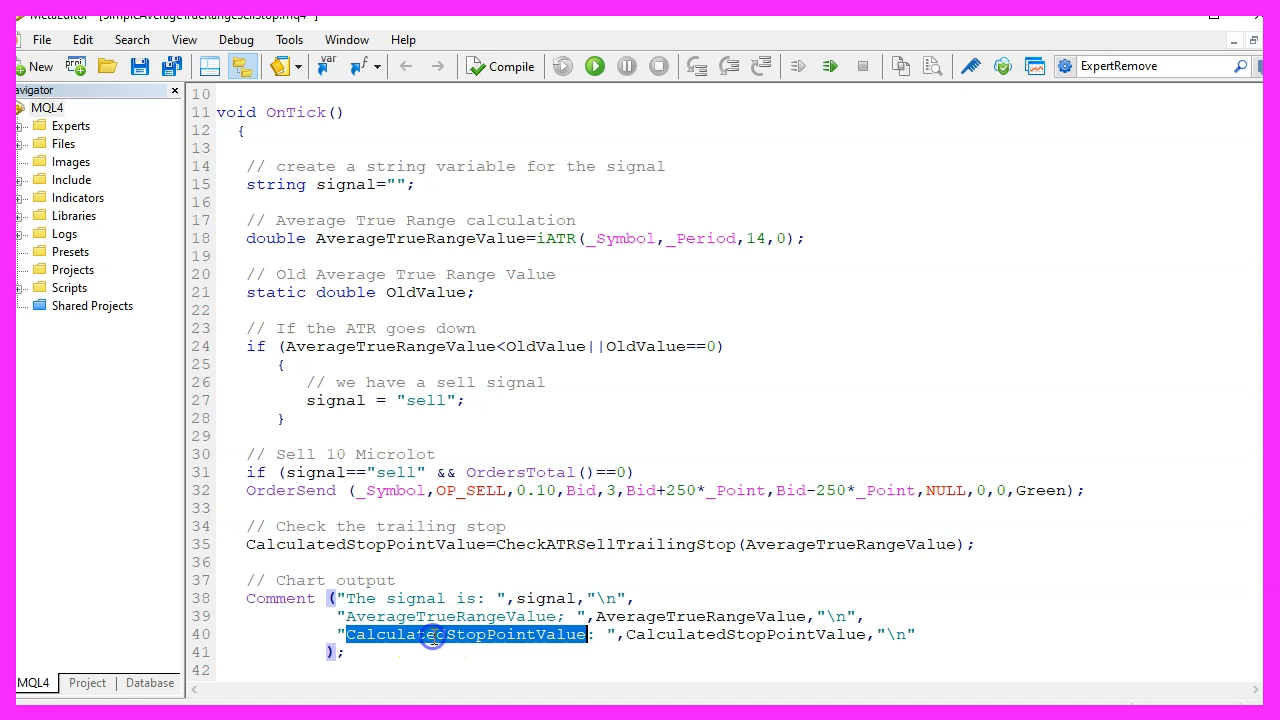 MetaEditor - [SimpleAverageTrueRangeSellStop.mq4 *]
File Edit Search View Debug Tools Window Help
New Compile ExpertRemove
avigator
MQL4
Experts
Files
Images
Include
Indicators
Libraries
Logs
Presets
Projects
Scripts
Shared Projects
MQL4 Project Database
10
11 void OnTick()
12 {
13
14 // create a string variable for the signal
15 string signal="";
16
17 // Average True Range calculation
18 double AverageTrueRangeValue=iATR(_Symbol,_Period,14,0);
19
20 // Old Average True Range Value
21 static double OldValue;
22
23 // If the ATR goes down
24 if (AverageTrueRangeValue<OldValue||OldValue==0)
25 {
26 // we have a sell signal
27 signal = "sell";
28 }
29
30 // Sell 10 Microlot
31 if (signal=="sell" && OrdersTotal()==0)
32 OrderSend (_Symbol,OP_SELL,0.10,Bid,3,Bid+250*_Point,Bid-250*_Point,NULL,0,0,Green);
33
34 // Check the trailing stop
35 CalculatedStopPointValue=CheckATRSellTrailingStop(AverageTrueRangeValue);
36
37 // Chart output
38 Comment ("The signal is: ",signal,"\n",
39 "AverageTrueRangeValue; ",AverageTrueRangeValue,"\n",
40 "CalculatedStopPointValue: ",CalculatedStopPointValue,"\n"
41 );
42